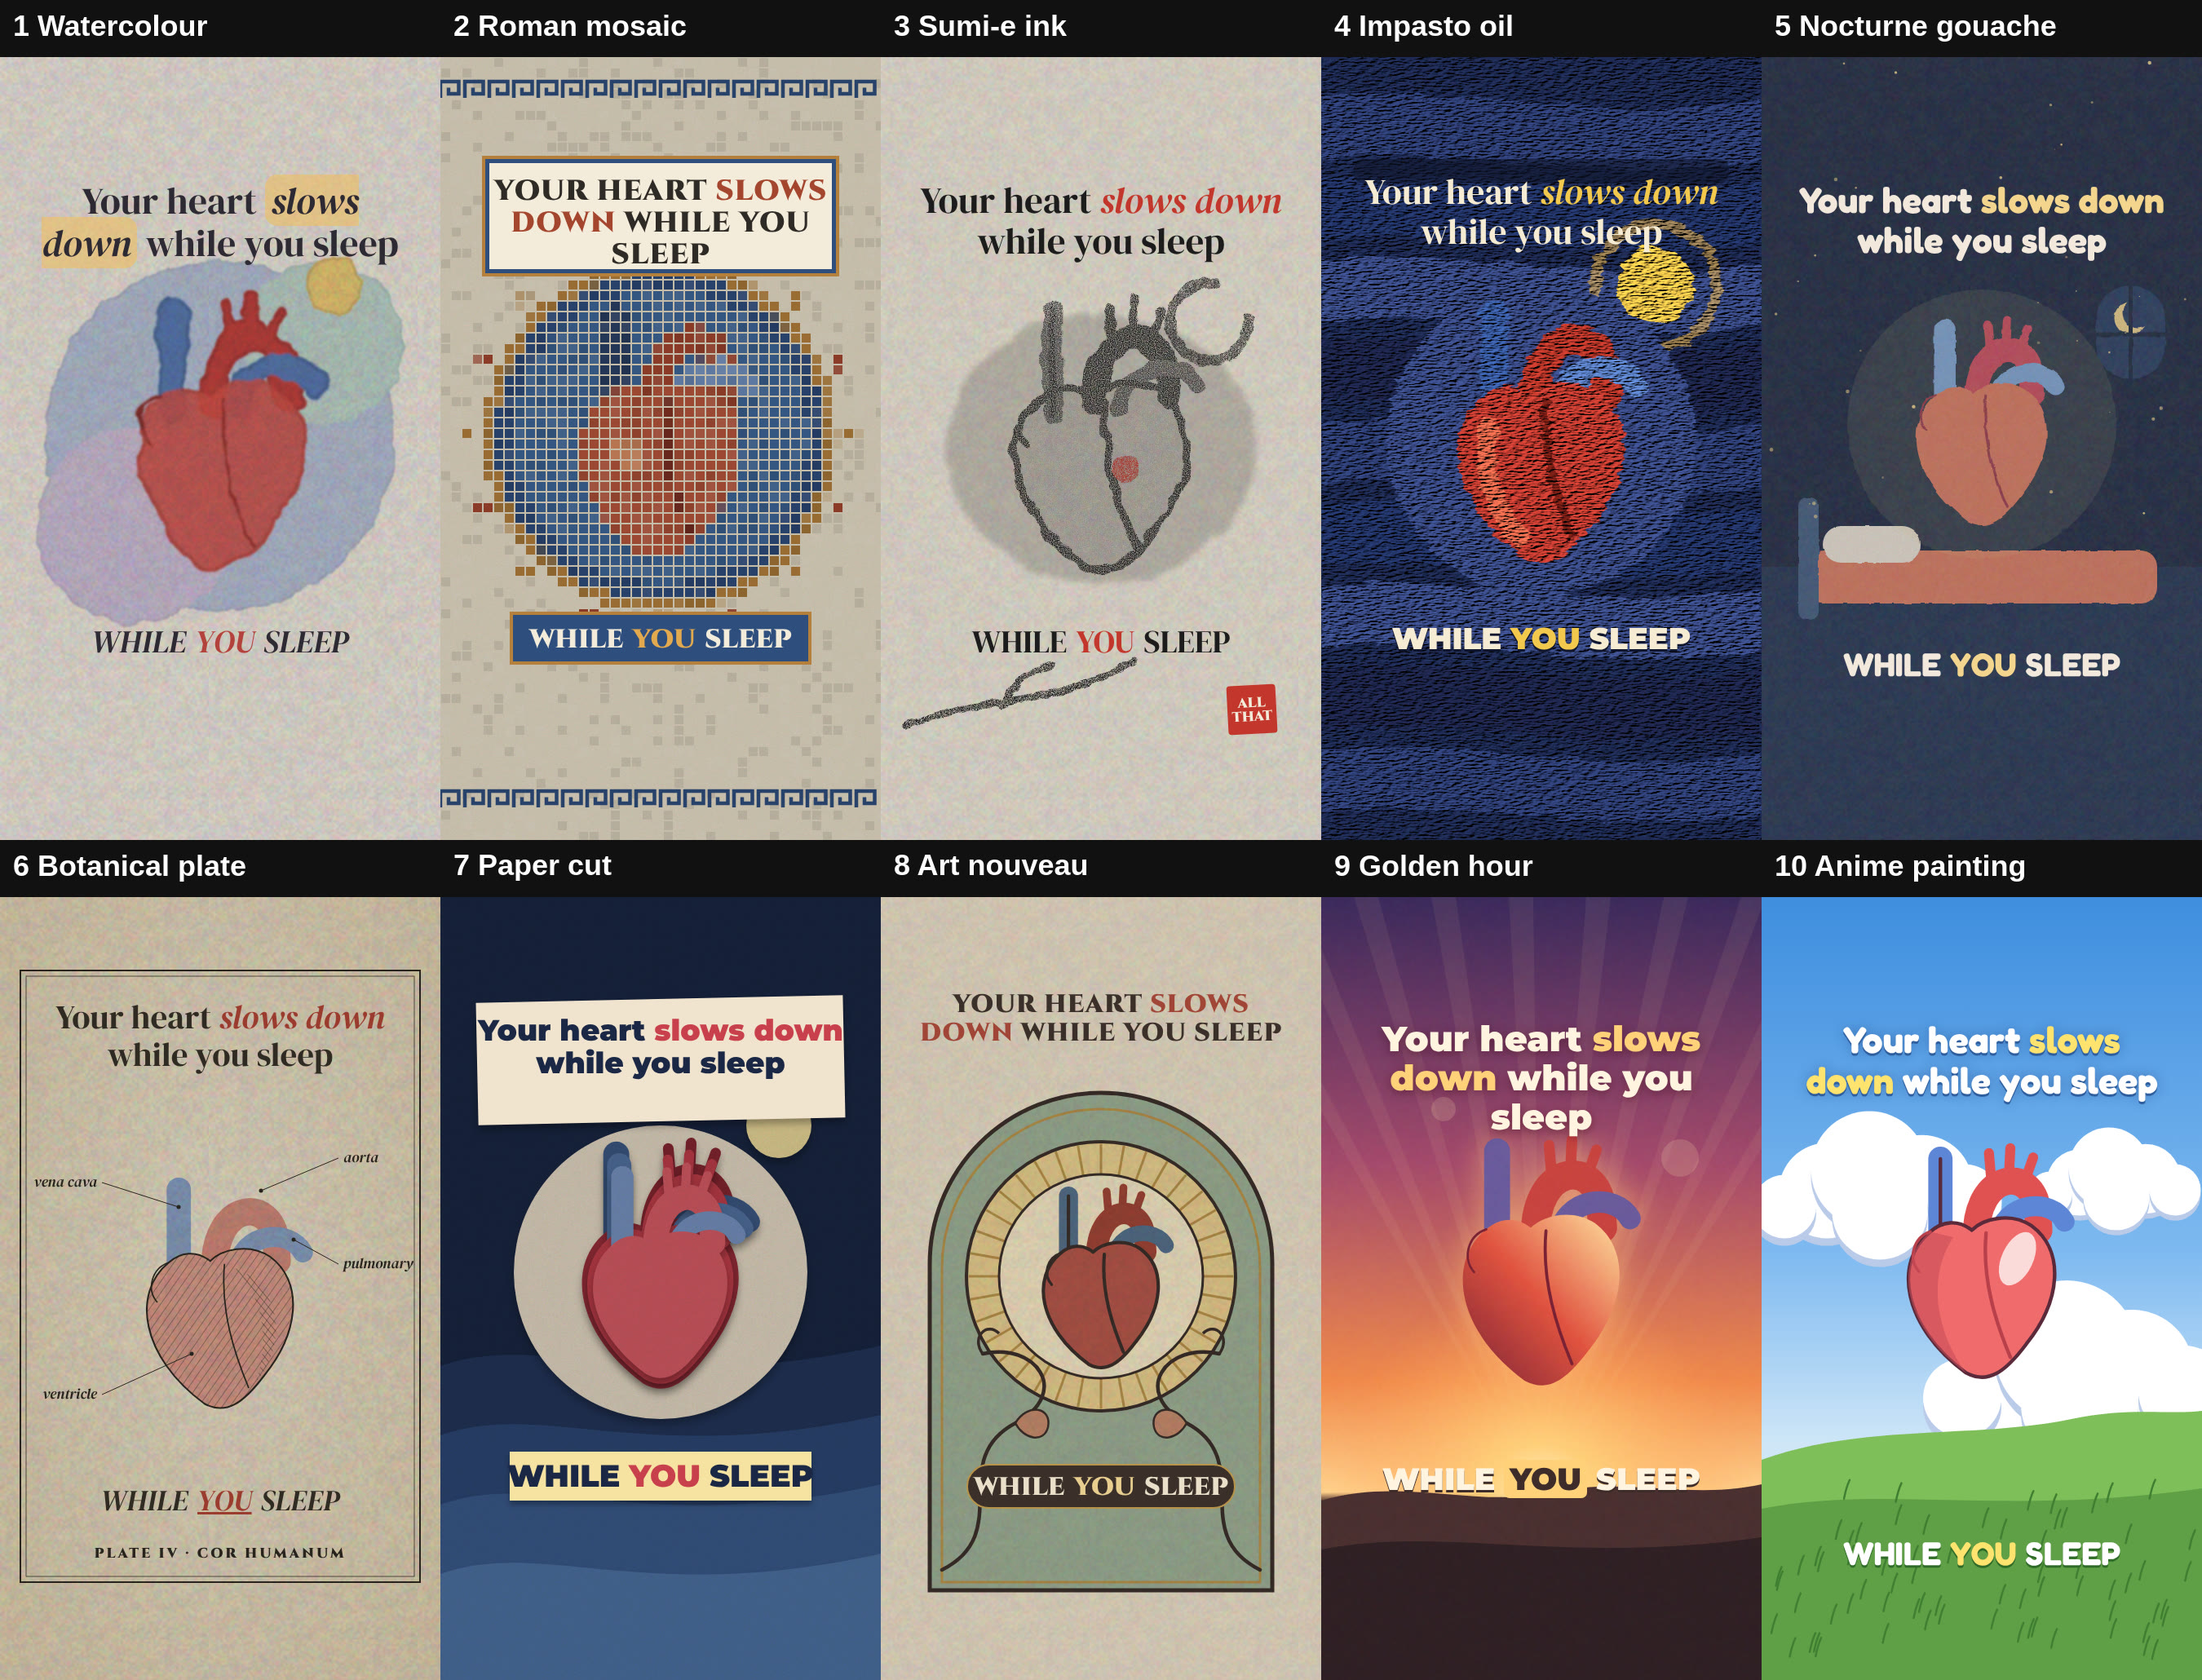 1 Watercolour
Your heart slows
down while you sleep
WHILE YOU SLEEP
2 Roman mosaic
YOUR HEART SLOWS
DOWN WHILE YOU
SLEEP
WHILE YOU SLEEP
3 Sumi-e ink
Your heart slows down
while you sleep
WHILE YOU SLEEP
ALL
THAT
4 Impasto oil
Your heart slows down
while you sleep
WHILE YOU SLEEP
5 Nocturne gouache
Your heart slows down
while you sleep
WHILE YOU SLEEP
6 Botanical plate
Your heart slows down
while you sleep
aorta
vena cava
pulmonary
ventricle
WHILE YOU SLEEP
PLATE IV · COR HUMANUM
7 Paper cut
Your heart slows down
while you sleep
WHILE YOU SLEEP
8 Art nouveau
YOUR HEART SLOWS
DOWN WHILE YOU SLEEP
WHILE YOU SLEEP
9 Golden hour
Your heart slows
down while you
sleep
WHILE YOU SLEEP
10 Anime painting
Your heart slows
down while you sleep
WHILE YOU SLEEP